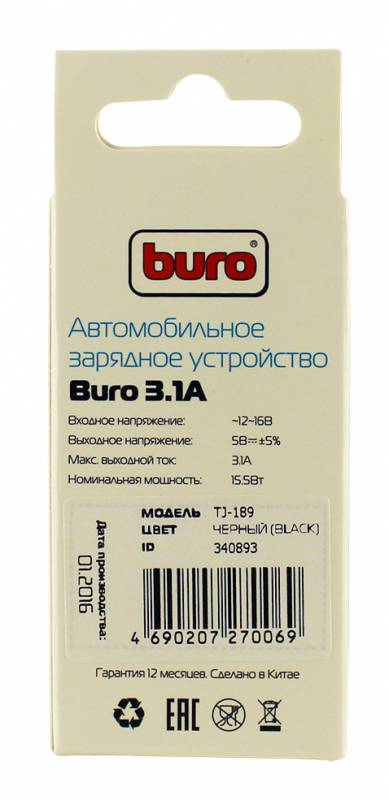 buro®
Автомобильное
зарядное устройство
Buro 3.1A
Входное напряжение: ~12~16В
Выходное напряжение: 5В⎓±5%
Макс. выходной ток: 3.1А
Номинальная мощность: 15.5Вт
Дата производства:
01.2016
МОДЕЛЬ TJ-189
ЦВЕТ ЧЕРНЫЙ (BLACK)
ID 340893
4 690207 270069
Гарантия 12 месяцев. Сделано в Китае
EAC